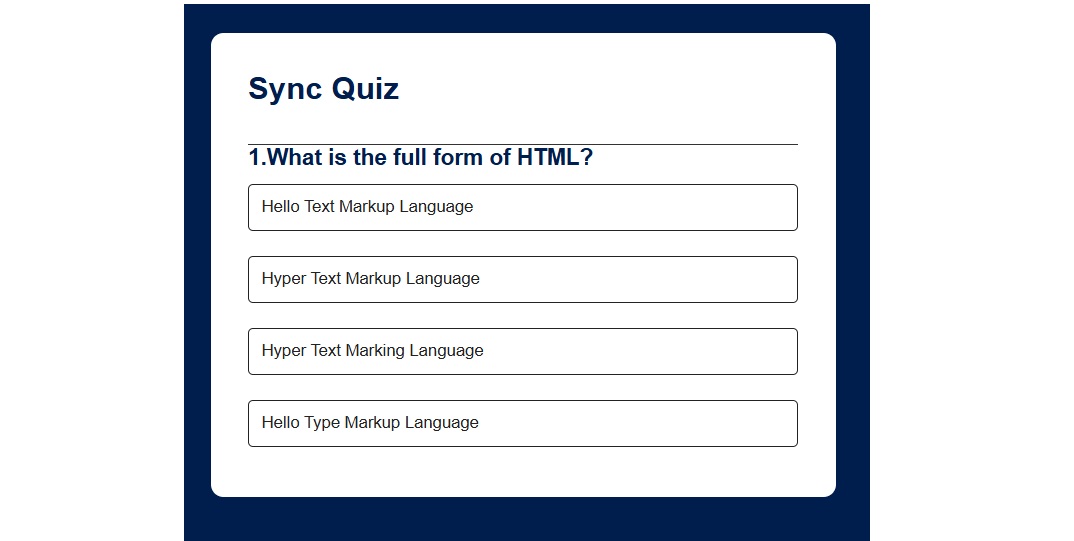 Sync Quiz
1.What is the full form of HTML?
Hello Text Markup Language
Hyper Text Markup Language
Hyper Text Marking Language
Hello Type Markup Language